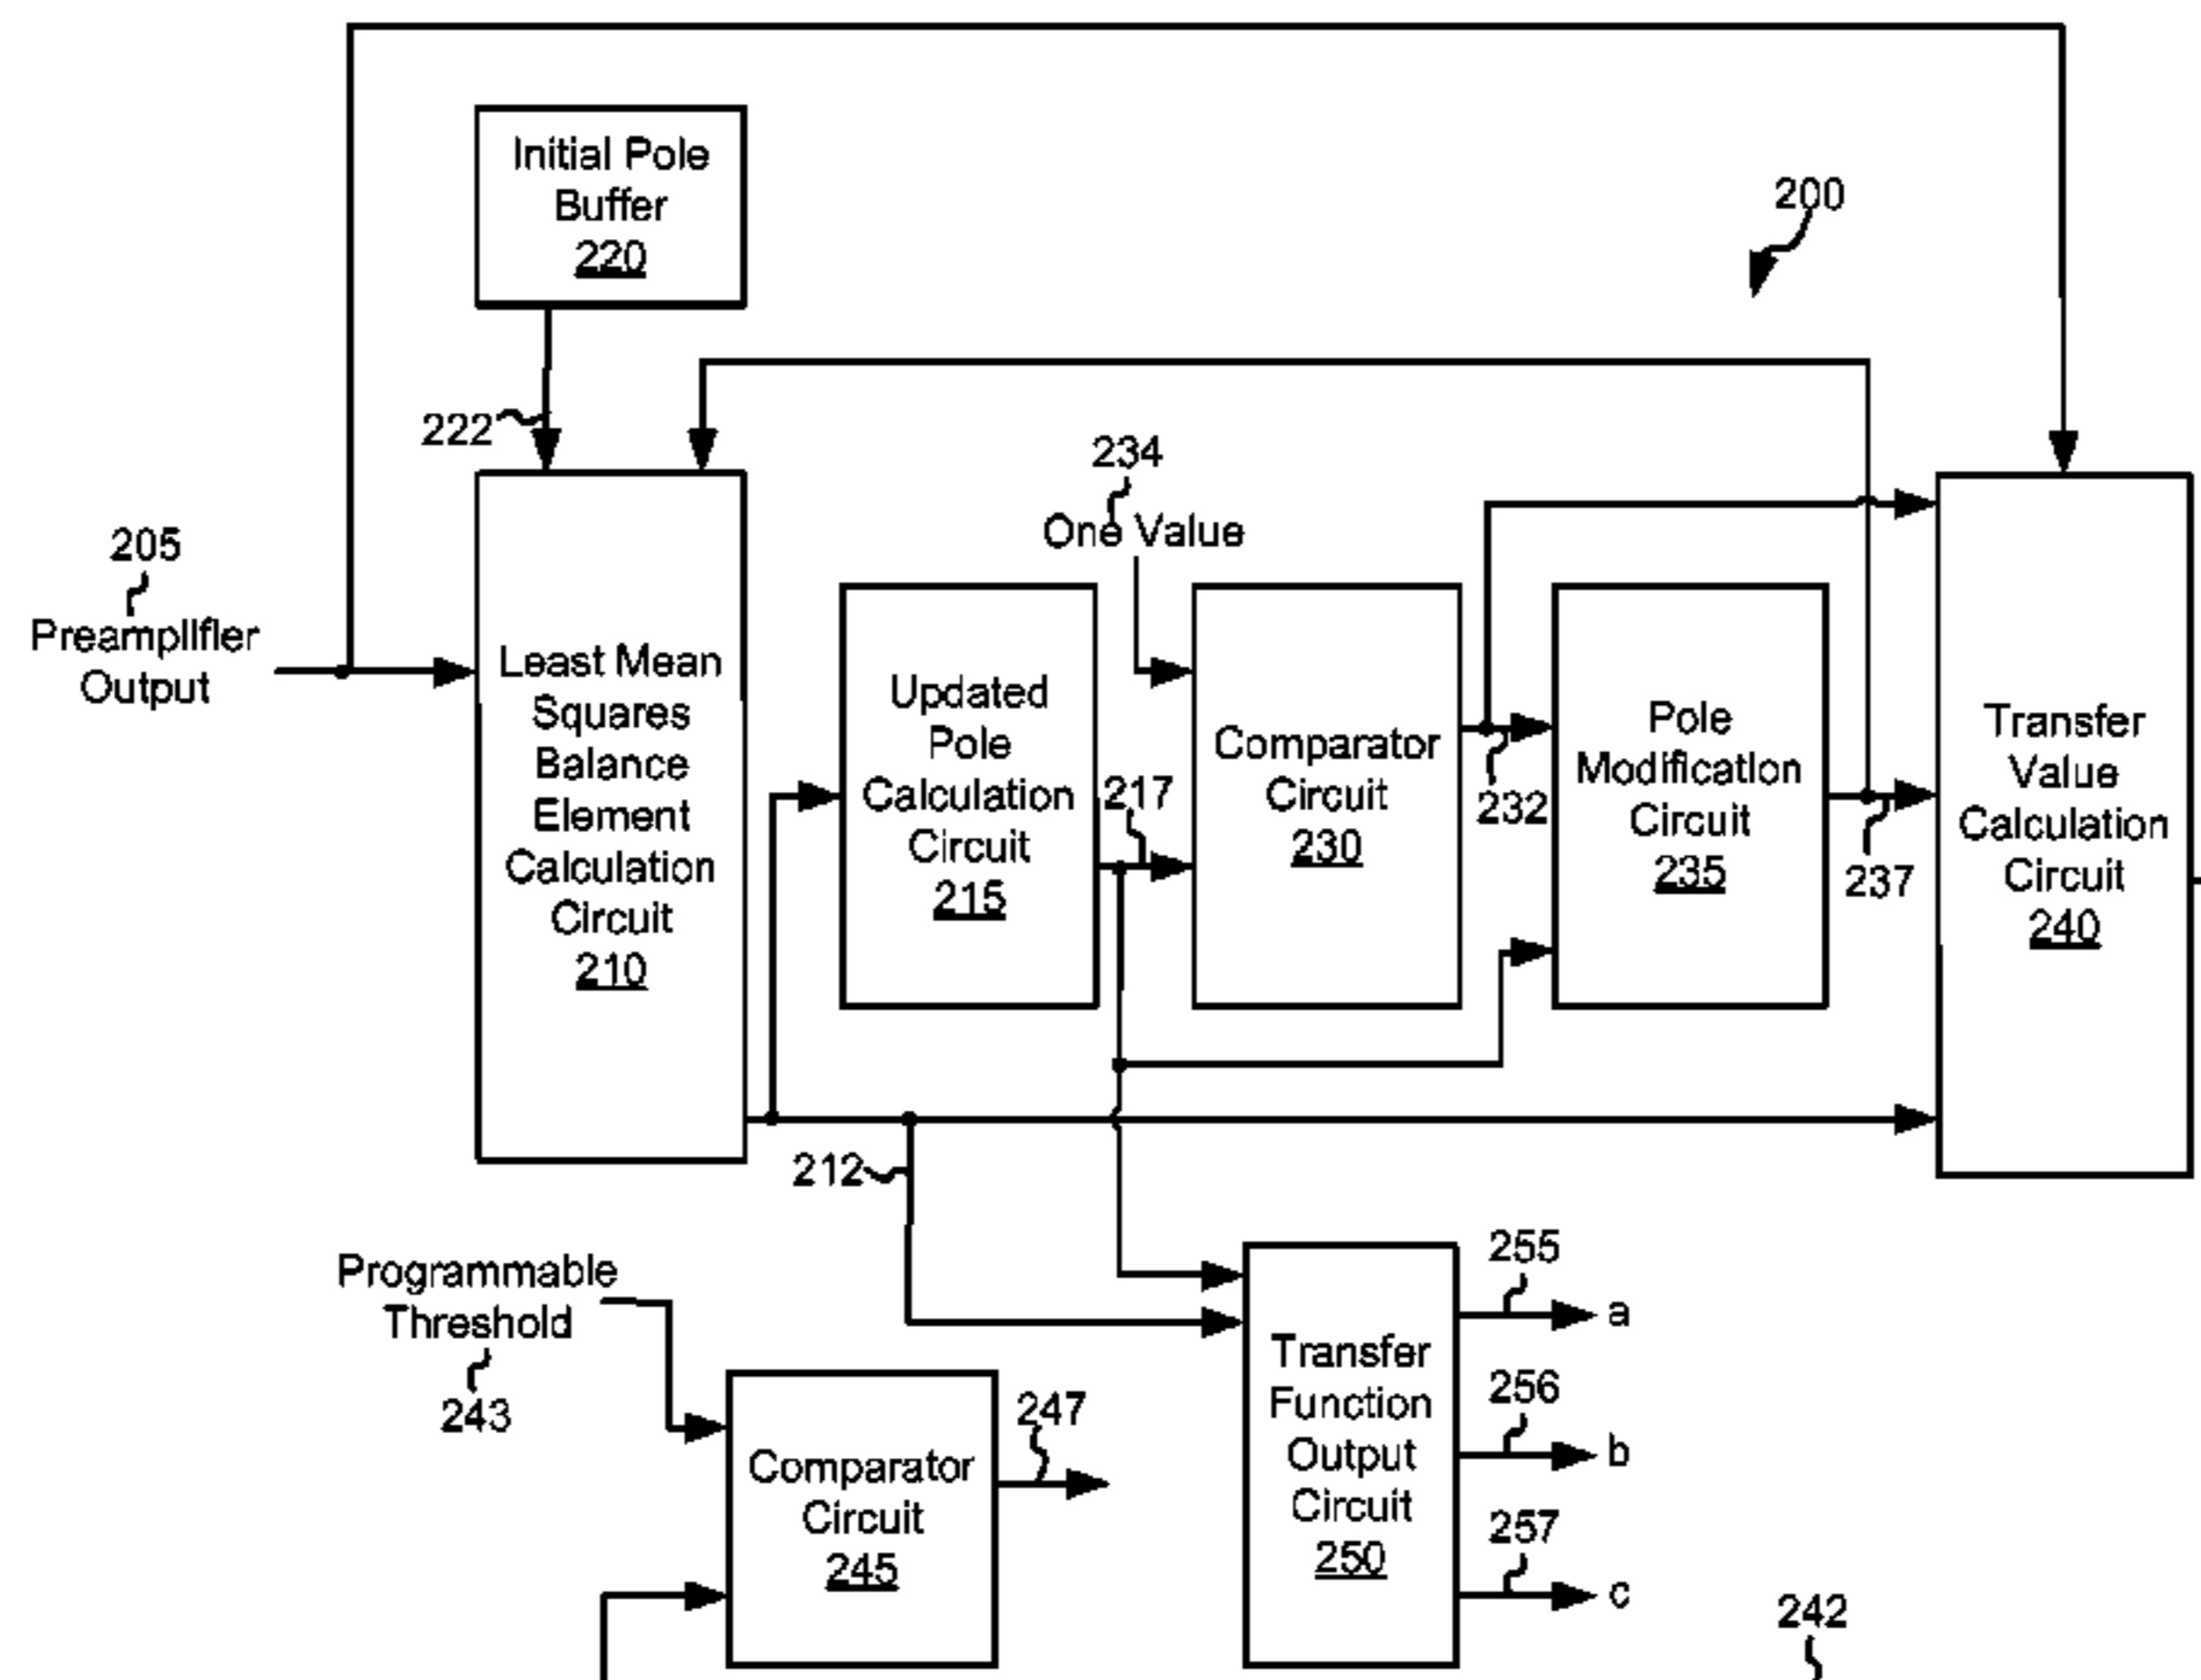 Initial Pole
Buffer
220
200
222
234
One Value
205
Preamplifier
Output
Least Mean
Squares
Balance
Element
Calculation
Circuit
210
Updated
Pole
Calculation
Circuit
215
217
Comparator
Circuit
230
232
Pole
Modification
Circuit
235
237
Transfer
Value
Calculation
Circuit
240
212
Programmable
Threshold
243
Comparator
Circuit
245
247
Transfer
Function
Output
Circuit
250
255
a
256
b
257
c
242